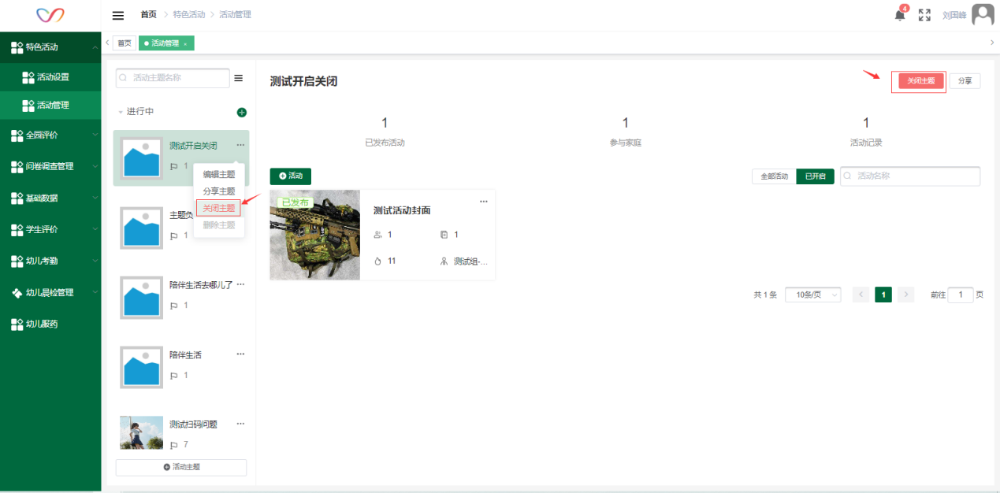 首页 > 特色活动 > 活动管理
4
刘国峰
特色活动
活动设置
活动管理
全园评价
问卷调查管理
基础数据
学生评价
幼儿考勤
幼儿晨检管理
幼儿服药
首页
活动管理 ×
活动主题名称
进行中
测试开启关闭
1
编辑主题
分享主题
关闭主题
删除主题
主题负
1
陪伴生活去哪儿了
1
陪伴生活
1
测试扫码问题
7
活动主题
测试开启关闭
关闭主题
分享
1
已发布活动
1
参与家庭
1
活动记录
活动
全部活动
已开启
活动名称
已发布
测试活动封面
1
1
11
测试组-...
共 1 条
10条/页
1
前往 1 页